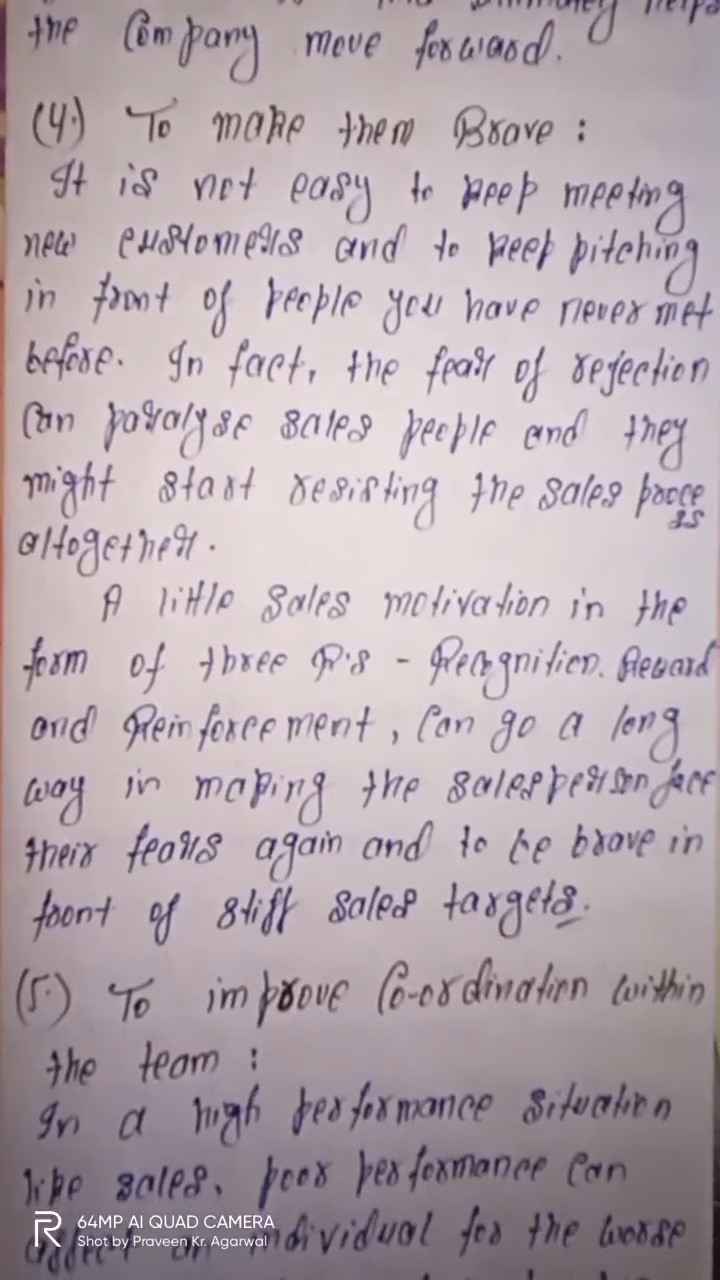 ultimately helps
the Company move forward.
(4.) To make them Brave :
It is not easy to keep meeting
new customers and to keep pitching
in front of people you have never met
before. In fact, the fear of rejection
Can paralyse sales people and they
might start resisting the sales proce
ss
altogether.
A little sales motivation in the
form of three R's - Recognition. Reward
and Reinforcement, Can go a long
way in making the salesperson face
their fears again and to be brave in
front of stiff sales targets.
(5.) To improve Co-ordination within
the team :
In a high performance situation
like sales, poor performance can
affect an individual for the worse
64MP AI QUAD CAMERA
Shot by Praveen Kr. Agarwal